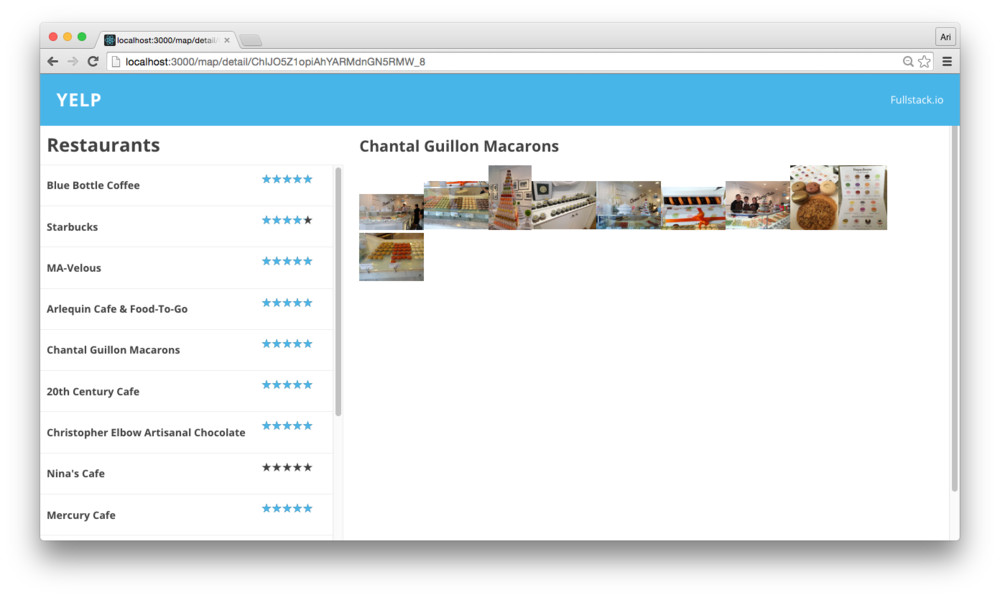 localhost:3000/map/detail/
Ari
localhost:3000/map/detail/ChIJO5Z1opiAhYARMdnGN5RMW_8
YELP
Fullstack.io
Restaurants
Blue Bottle Coffee
Starbucks
MA-Velous
Arlequin Cafe & Food-To-Go
Chantal Guillon Macarons
20th Century Cafe
Christopher Elbow Artisanal Chocolate
Nina's Cafe
Mercury Cafe
Chantal Guillon Macarons